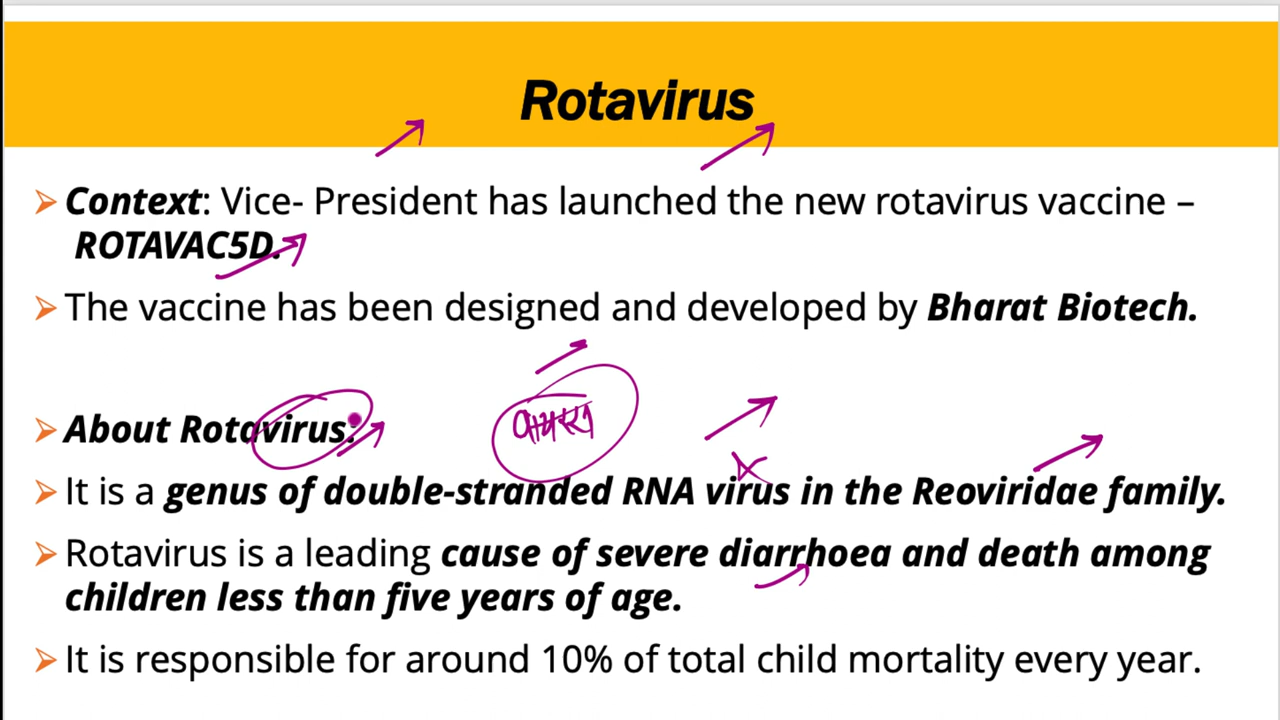 Rotavirus
➢ Context: Vice- President has launched the new rotavirus vaccine –
ROTAVAC5D.
➢ The vaccine has been designed and developed by Bharat Biotech.
वायरस
➢ About Rotavirus:
➢ It is a genus of double-stranded RNA virus in the Reoviridae family.
➢ Rotavirus is a leading cause of severe diarrhoea and death among
children less than five years of age.
➢ It is responsible for around 10% of total child mortality every year.